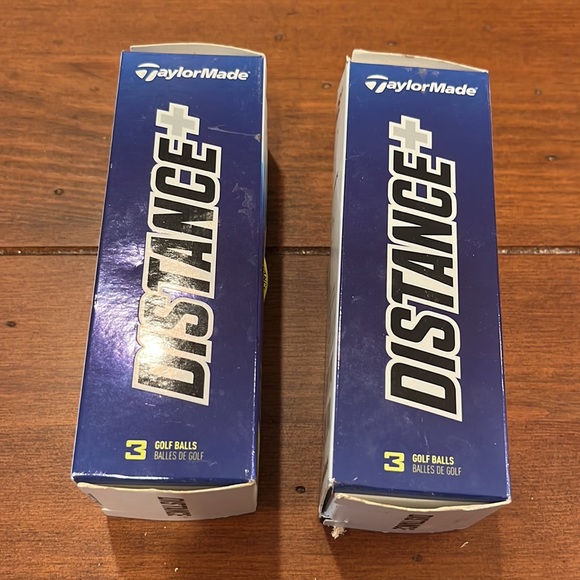 TaylorMade
DISTANCE+
3 GOLF BALLS
BALLES DE GOLF
TaylorMade
DISTANCE+
3 GOLF BALLS
BALLES DE GOLF